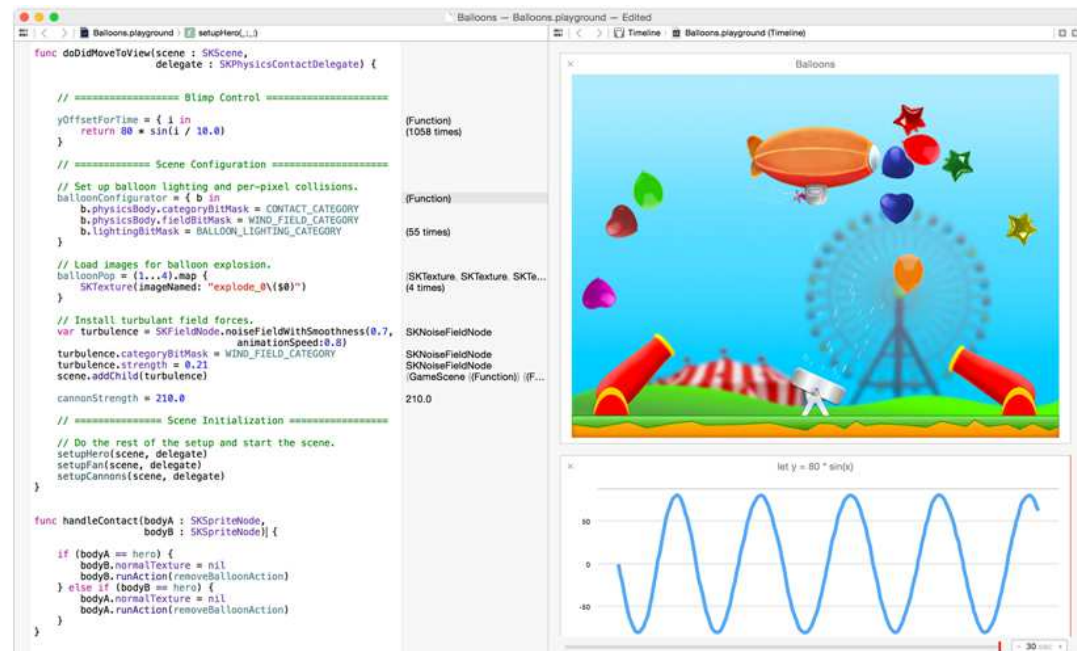 Balloons — Balloons.playground — Edited
Balloons.playground setupHero(_:_:)
Timeline Balloons.playground (Timeline)
func doDidMoveToView(scene : SKScene,
delegate : SKPhysicsContactDelegate) {
// ================== Blimp Control =====================
yOffsetForTime = { i in
(Function)
return 80 * sin(i / 10.0)
(1058 times)
}
// ============= Scene Configuration ====================
// Set up balloon lighting and per-pixel collisions.
balloonConfigurator = { b in
(Function)
b.physicsBody.categoryBitMask = CONTACT_CATEGORY
b.physicsBody.fieldBitMask = WIND_FIELD_CATEGORY
b.lightingBitMask = BALLOON_LIGHTING_CATEGORY
(55 times)
}
// Load images for balloon explosion.
balloonPop = (1...4).map {
[SKTexture, SKTexture, SKTe...
SKTexture(imageNamed: "explode_0\($0)")
(4 times)
}
// Install turbulant field forces.
var turbulence = SKFieldNode.noiseFieldWithSmoothness(0.7,
SKNoiseFieldNode
animationSpeed:0.8)
turbulence.categoryBitMask = WIND_FIELD_CATEGORY
SKNoiseFieldNode
turbulence.strength = 0.21
SKNoiseFieldNode
scene.addChild(turbulence)
{GameScene {(Function)} {(F...
cannonStrength = 210.0
210.0
// =============== Scene Initialization =================
// Do the rest of the setup and start the scene.
setupHero(scene, delegate)
setupFan(scene, delegate)
setupCannons(scene, delegate)
}
func handleContact(bodyA : SKSpriteNode,
bodyB : SKSpriteNode) {
if (bodyA == hero) {
bodyB.normalTexture = nil
bodyB.runAction(removeBalloonAction)
} else if (bodyB == hero) {
bodyA.normalTexture = nil
bodyA.runAction(removeBalloonAction)
}
}
Balloons
let y = 80 * sin(x)
50
0
-50
- 30 sec +